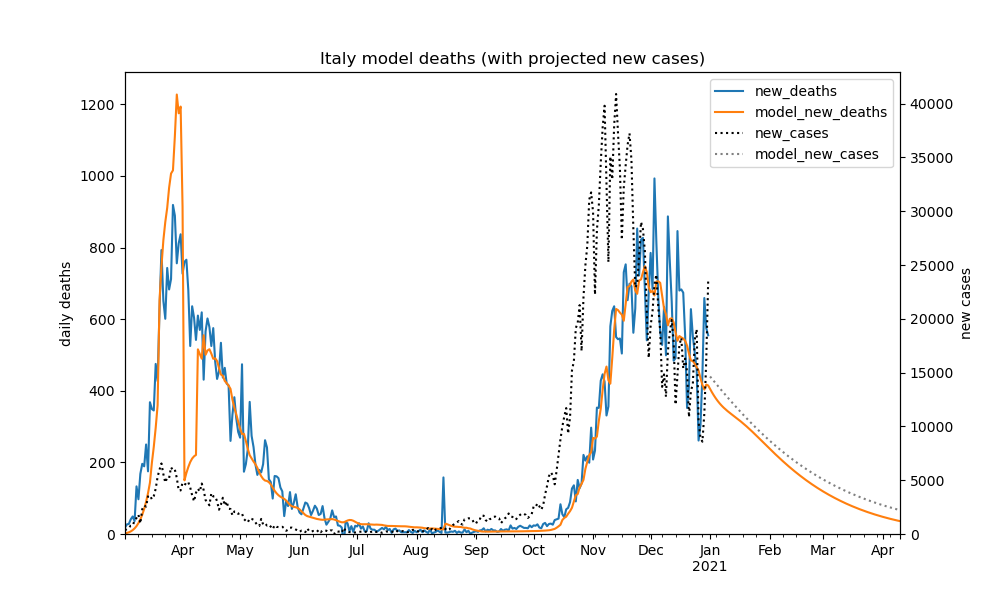 Italy model deaths (with projected new cases)
new_deaths
model_new_deaths
new_cases
model_new_cases
daily deaths
new cases
1200
1000
800
600
400
200
0
40000
35000
30000
25000
20000
15000
10000
5000
0
Apr May Jun Jul Aug Sep Oct Nov Dec Jan Feb Mar Apr
2021